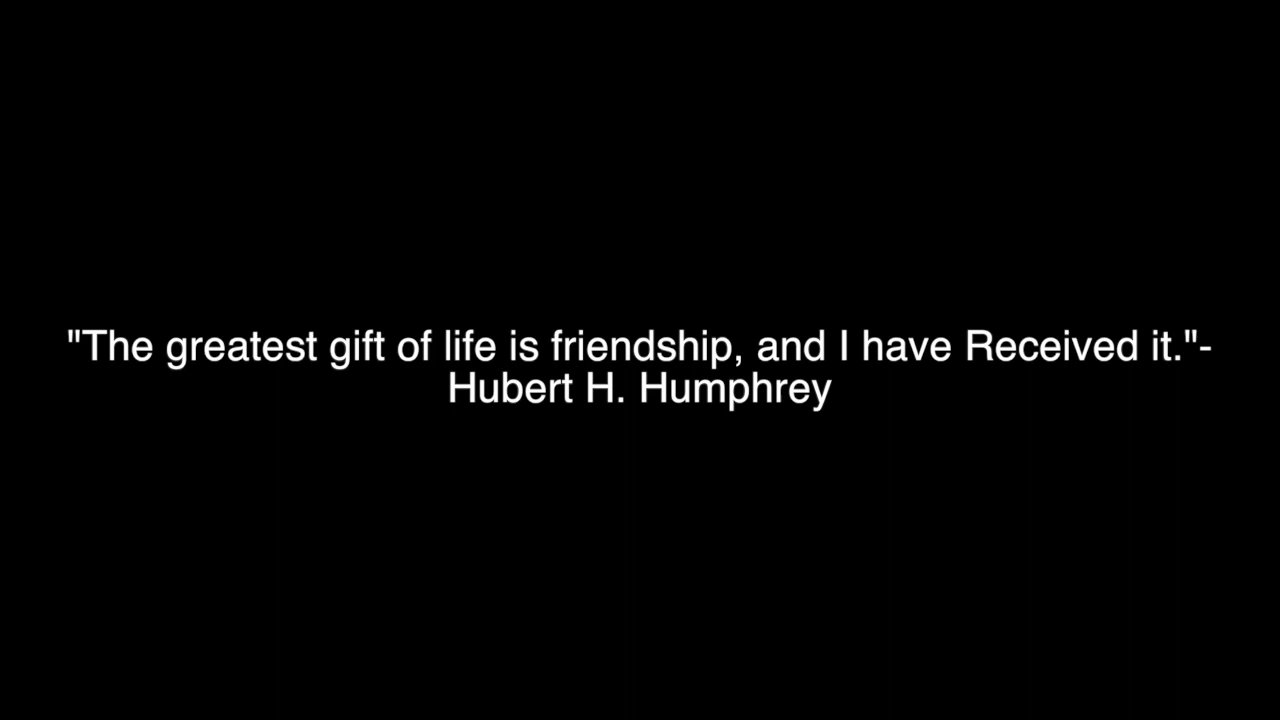 "The greatest gift of life is friendship, and I have Received it."-
Hubert H. Humphrey